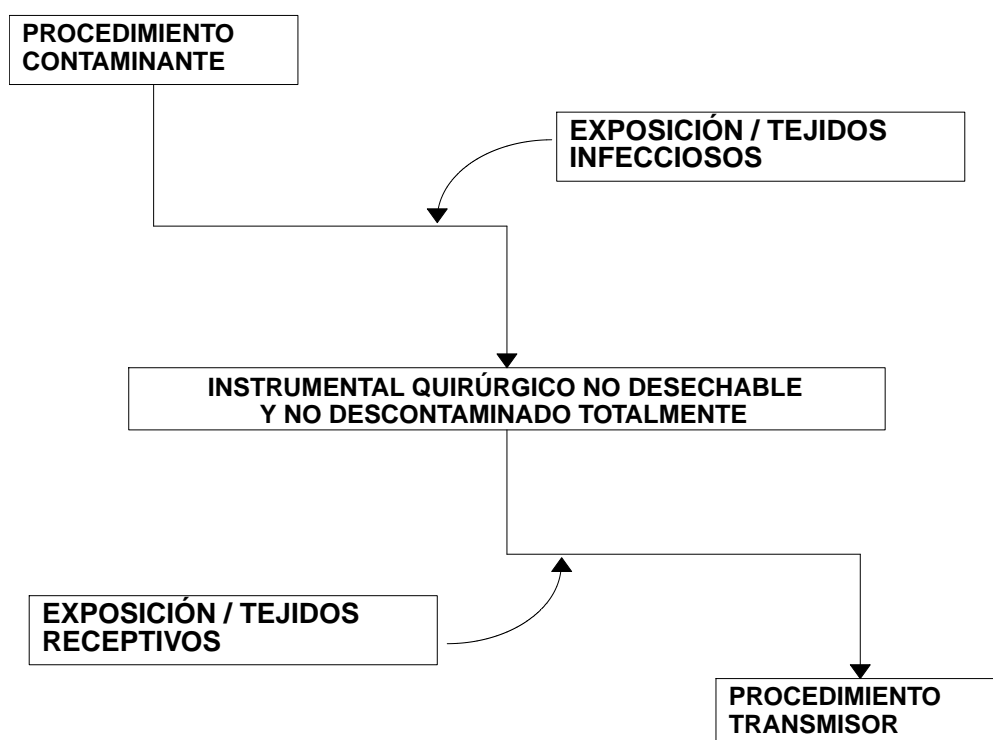 PROCEDIMIENTO
CONTAMINANTE
EXPOSICIÓN / TEJIDOS
INFECCIOSOS
INSTRUMENTAL QUIRÚRGICO NO DESECHABLE
Y NO DESCONTAMINADO TOTALMENTE
EXPOSICIÓN / TEJIDOS
RECEPTIVOS
PROCEDIMIENTO
TRANSMISOR